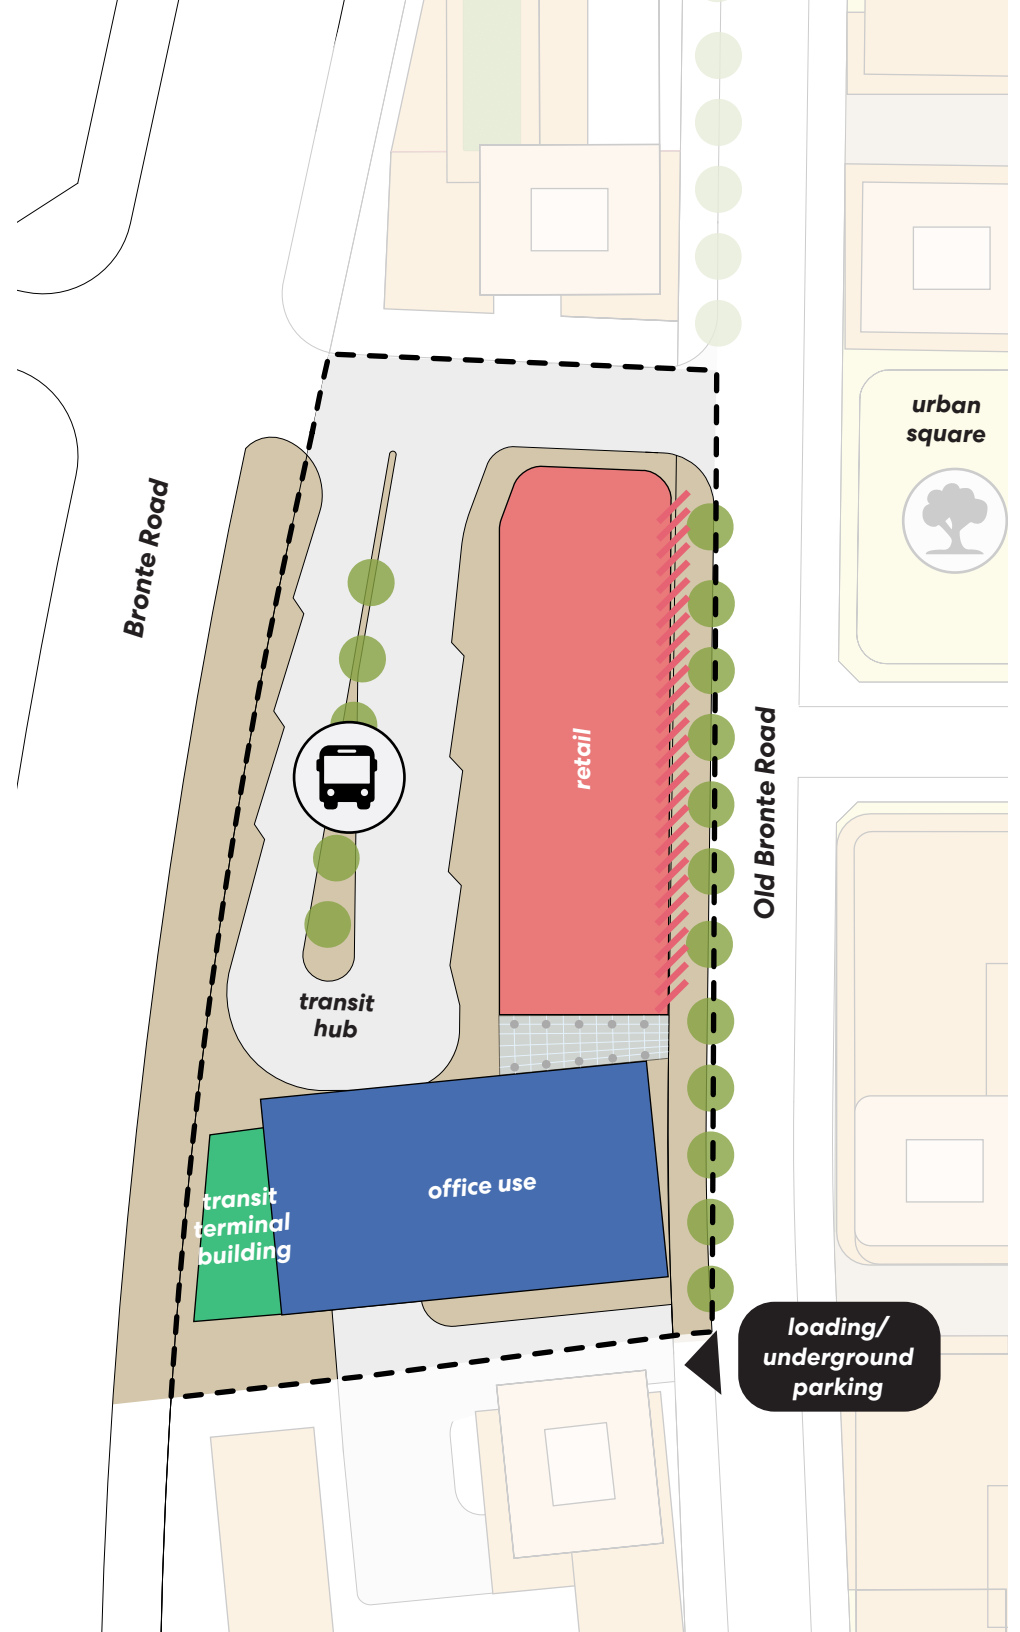 urban
square
Bronte Road
retail
Old Bronte Road
transit
hub
office use
transit
terminal
building
loading/
underground
parking